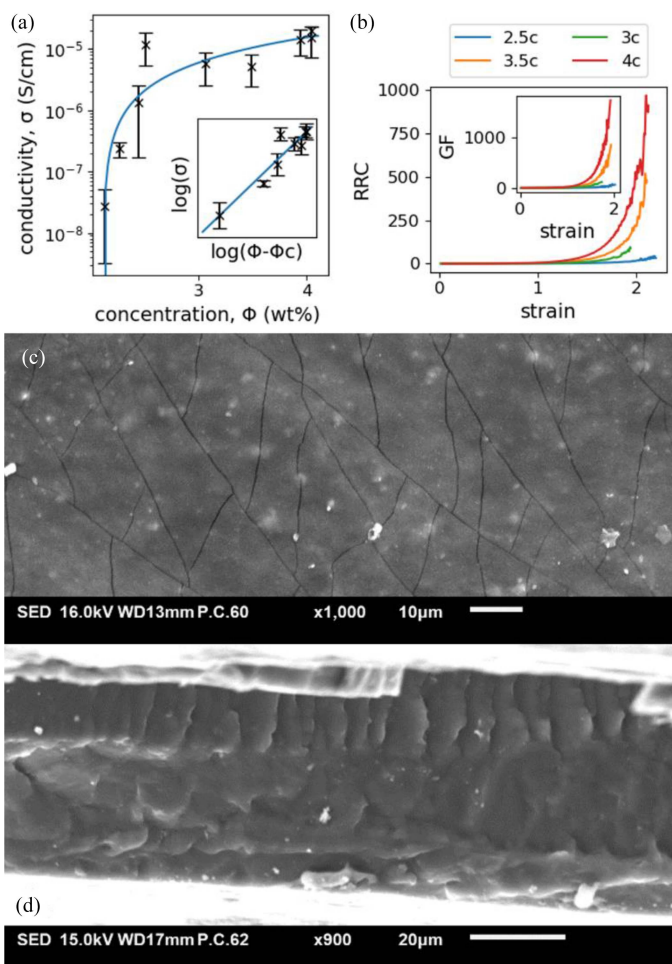 (a)
10⁻⁵
10⁻⁶
10⁻⁷
10⁻⁸
conductivity, σ (S/cm)
log(σ)
log(Φ-Φc)
3
4
concentration, Φ (wt%)
(b)
2.5c
3c
3.5c
4c
1000
750
500
250
0
RRC
GF
1000
0
0
2
strain
0
1
2
strain
(c)
SED 16.0kV WD13mm P.C.60 x1,000 10μm
(d)
SED 15.0kV WD17mm P.C.62 x900 20μm